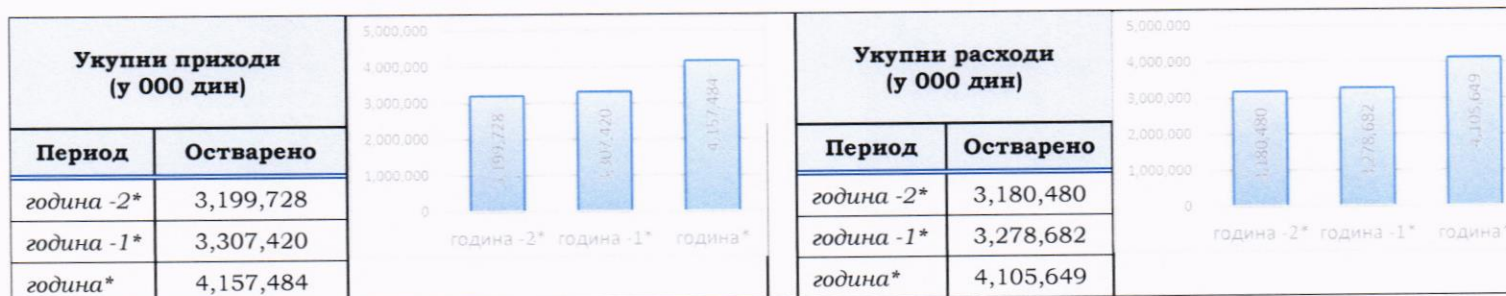 Укупни приходи
(у 000 дин)
Период Остварено
година -2* 3,199,728
година -1* 3,307,420
година* 4,157,484
5,000,000
4,000,000
3,000,000
2,000,000
1,000,000
0
3,199,728 3,307,420 4,157,484
година -2* година -1* година*
Укупни расходи
(у 000 дин)
Период Остварено
година -2* 3,180,480
година -1* 3,278,682
година* 4,105,649
5,000,000
4,000,000
3,000,000
2,000,000
1,000,000
0
3,180,480 3,278,682 4,105,649
година -2* година -1* година*